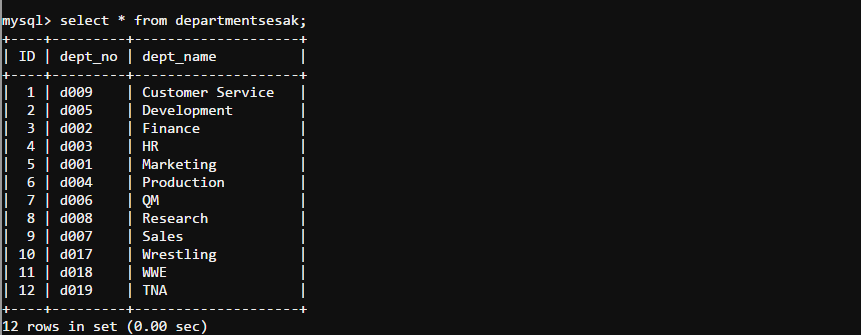 mysql> select * from departmentsesak;
+----+---------+--------------------+
| ID | dept_no | dept_name          |
+----+---------+--------------------+
|  1 | d009    | Customer Service   |
|  2 | d005    | Development        |
|  3 | d002    | Finance            |
|  4 | d003    | HR                 |
|  5 | d001    | Marketing          |
|  6 | d004    | Production         |
|  7 | d006    | QM                 |
|  8 | d008    | Research           |
|  9 | d007    | Sales              |
| 10 | d017    | Wrestling          |
| 11 | d018    | WWE                |
| 12 | d019    | TNA                |
+----+---------+--------------------+
12 rows in set (0.00 sec)